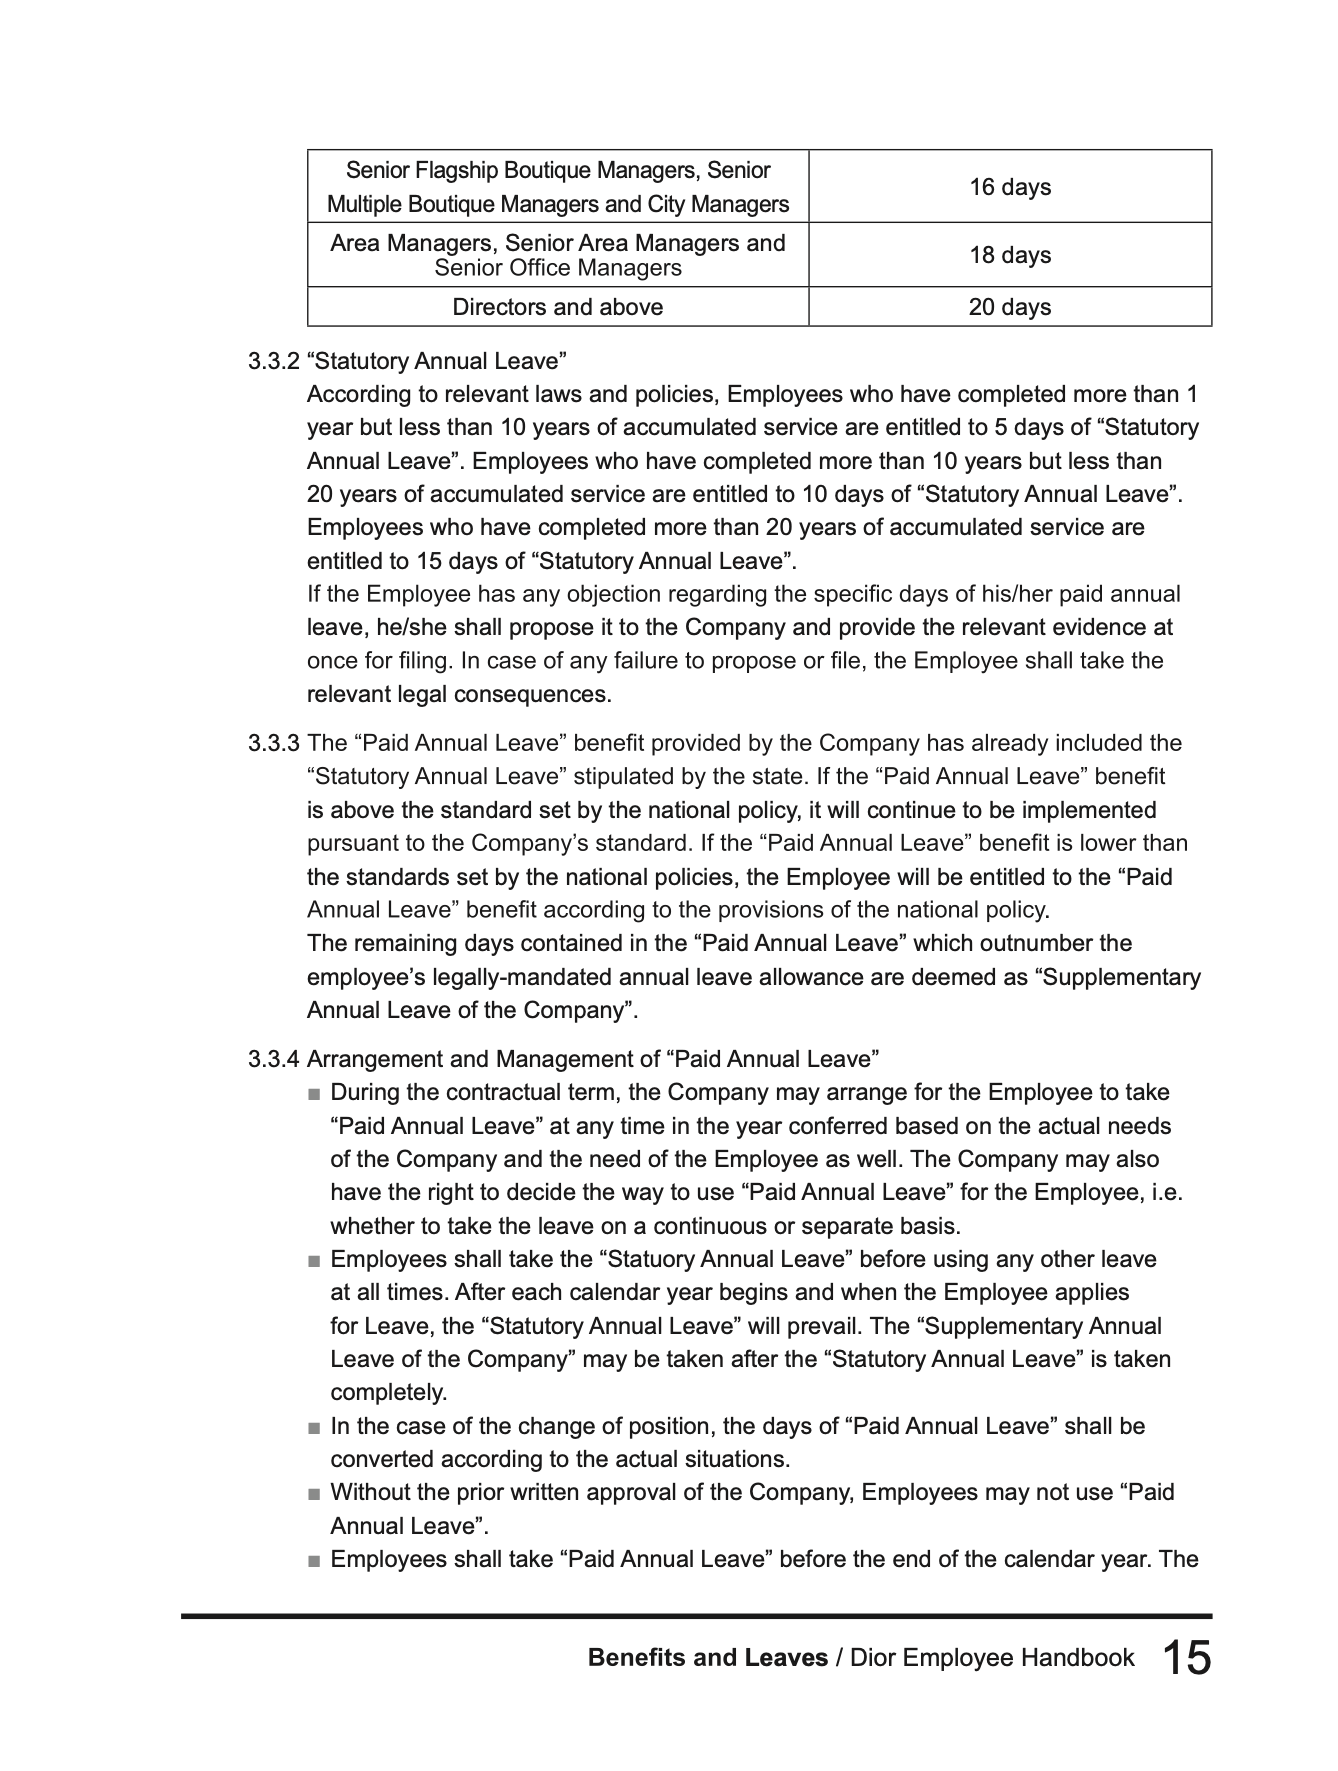 Senior Flagship Boutique Managers, Senior
Multiple Boutique Managers and City Managers
16 days
Area Managers, Senior Area Managers and
Senior Office Managers
18 days
Directors and above
20 days
3.3.2 “Statutory Annual Leave”
According to relevant laws and policies, Employees who have completed more than 1
year but less than 10 years of accumulated service are entitled to 5 days of “Statutory
Annual Leave”. Employees who have completed more than 10 years but less than
20 years of accumulated service are entitled to 10 days of “Statutory Annual Leave”.
Employees who have completed more than 20 years of accumulated service are
entitled to 15 days of “Statutory Annual Leave”.
If the Employee has any objection regarding the specific days of his/her paid annual
leave, he/she shall propose it to the Company and provide the relevant evidence at
once for filing. In case of any failure to propose or file, the Employee shall take the
relevant legal consequences.
3.3.3 The “Paid Annual Leave” benefit provided by the Company has already included the
“Statutory Annual Leave” stipulated by the state. If the “Paid Annual Leave” benefit
is above the standard set by the national policy, it will continue to be implemented
pursuant to the Company’s standard. If the “Paid Annual Leave” benefit is lower than
the standards set by the national policies, the Employee will be entitled to the “Paid
Annual Leave” benefit according to the provisions of the national policy.
The remaining days contained in the “Paid Annual Leave” which outnumber the
employee’s legally-mandated annual leave allowance are deemed as “Supplementary
Annual Leave of the Company”.
3.3.4 Arrangement and Management of “Paid Annual Leave”
■ During the contractual term, the Company may arrange for the Employee to take
“Paid Annual Leave” at any time in the year conferred based on the actual needs
of the Company and the need of the Employee as well. The Company may also
have the right to decide the way to use “Paid Annual Leave” for the Employee, i.e.
whether to take the leave on a continuous or separate basis.
■ Employees shall take the “Statuory Annual Leave” before using any other leave
at all times. After each calendar year begins and when the Employee applies
for Leave, the “Statutory Annual Leave” will prevail. The “Supplementary Annual
Leave of the Company” may be taken after the “Statutory Annual Leave” is taken
completely.
■ In the case of the change of position, the days of “Paid Annual Leave” shall be
converted according to the actual situations.
■ Without the prior written approval of the Company, Employees may not use “Paid
Annual Leave”.
■ Employees shall take “Paid Annual Leave” before the end of the calendar year. The
Benefits and Leaves / Dior Employee Handbook 15